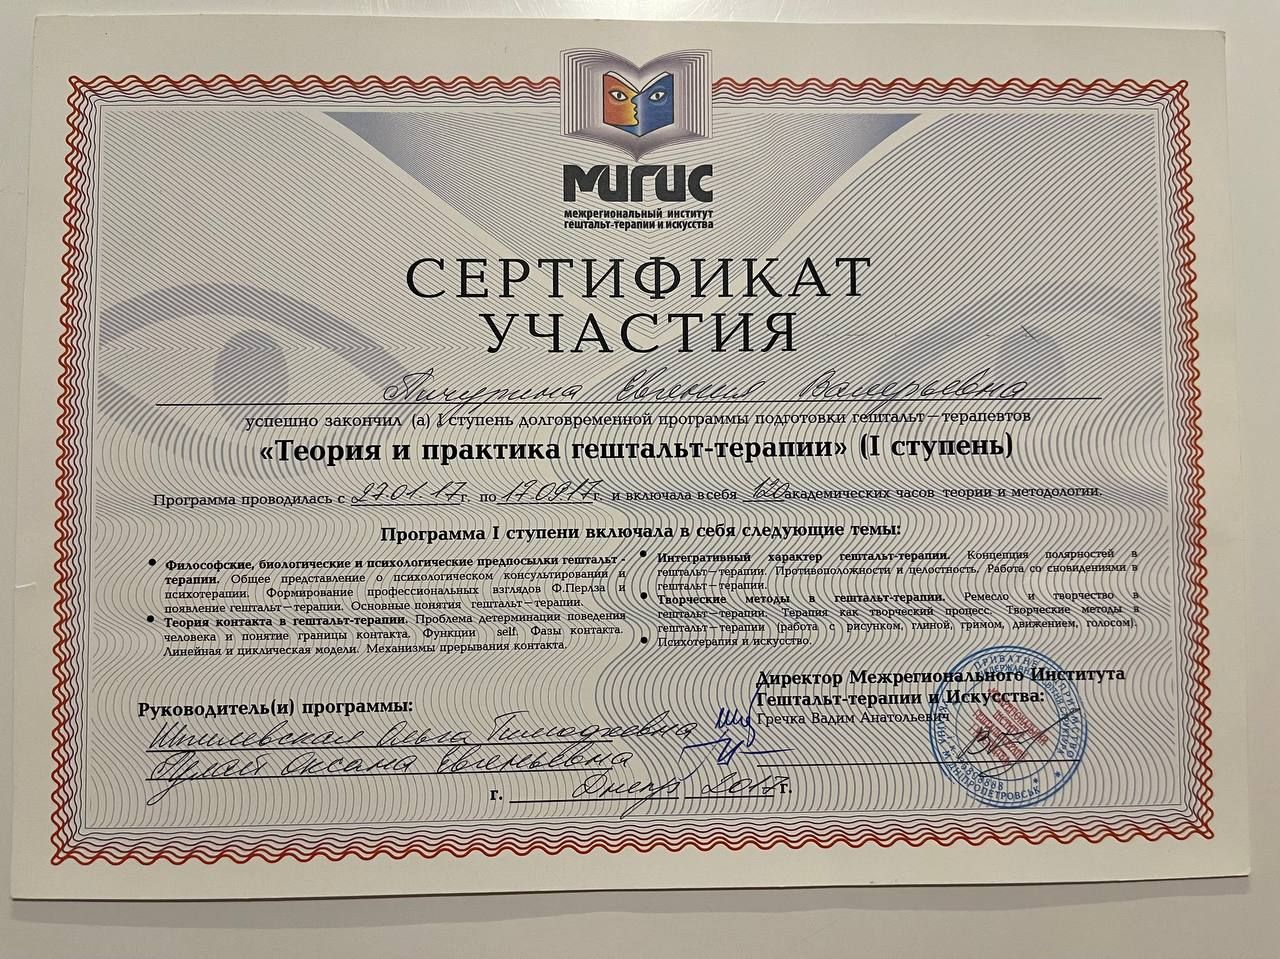 МИГИС
межрегиональный институт
гештальт-терапии и искусства
СЕРТИФИКАТ
УЧАСТИЯ
Пичурина Евгения Валерьевна
успешно закончил (а) I ступень долговременной программы подготовки гештальт—терапевтов
«Теория и практика гештальт-терапии» (I ступень)
Программа проводилась с 27.01.17г. по 17.0917г. и включала в себя 120 академических часов теории и методологии.
Программа I ступени включала в себя следующие темы:
• Философские, биологические и психологические предпосылки гештальт -
терапии. Общее представление о психологическом консультировании и
психотерапии. Формирование профессиональных взглядов Ф.Перлза и
появление гештальт—терапии. Основные понятия гештальт—терапии.
• Теория контакта в гештальт-терапии. Проблема детерминации поведения
человека и понятие границы контакта. Функции self. Фазы контакта.
Линейная и циклическая модели. Механизмы прерывания контакта.
• Интегративный характер гештальт-терапии. Концепция полярностей в
гештальт—терапии. Противоположности и целостность. Работа со сновидениями в
гештальт—терапии.
• Творческие методы в гештальт-терапии. Ремесло и творчество в
гештальт—терапии. Терапия как творческий процесс. Творческие методы в
гештальт—терапии (работа с рисунком, глиной, гримом, движением, голосом).
• Психотерапия и искусство.
Руководитель(и) программы:
Шпилевская Ольга Тимофеевна
Оксана Евгеньевна
Директор Межрегионального Института
Гештальт-терапии и Искусства:
Гречка Вадим Анатольевич
г. Днепр 2017г.
ПРИВАТНЕ ПІДПРИЄМСТВО
М.ДНІПРОПЕТРОВСЬК